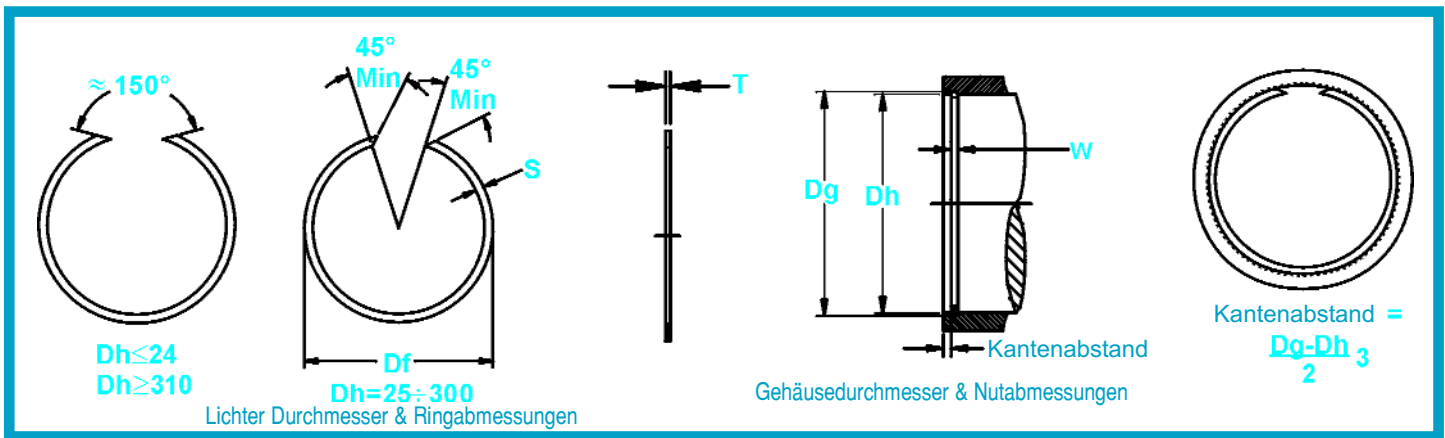 ≈ 150°
Dh≤24
Dh≥310
45°
Min
45°
Min
S
Df
Dh=25÷300
Lichter Durchmesser & Ringabmessungen
T
Dg
Dh
W
Kantenabstand
Gehäusedurchmesser & Nutabmessungen
Kantenabstand =
Dg-Dh 3
2